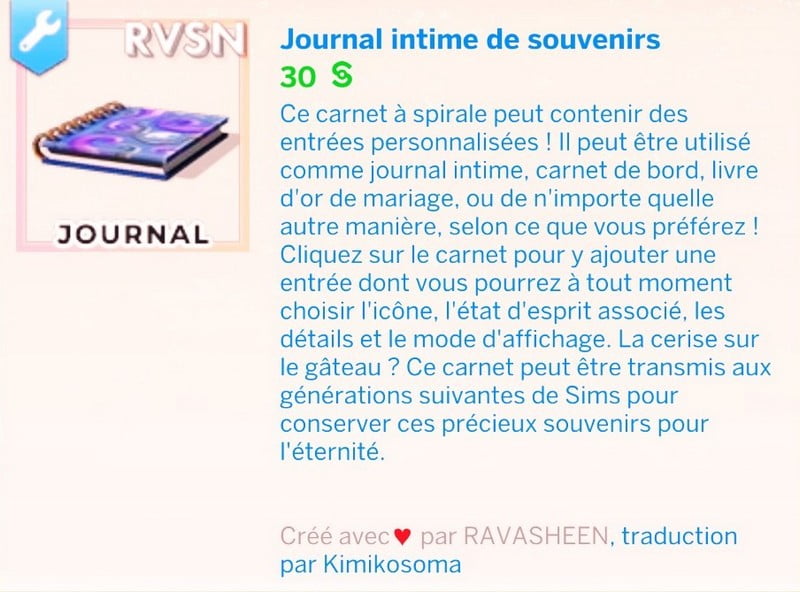 RVSN
JOURNAL
Journal intime de souvenirs
30 §
Ce carnet à spirale peut contenir des
entrées personnalisées ! Il peut être utilisé
comme journal intime, carnet de bord, livre
d'or de mariage, ou de n'importe quelle
autre manière, selon ce que vous préférez !
Cliquez sur le carnet pour y ajouter une
entrée dont vous pourrez à tout moment
choisir l'icône, l'état d'esprit associé, les
détails et le mode d'affichage. La cerise sur
le gâteau ? Ce carnet peut être transmis aux
générations suivantes de Sims pour
conserver ces précieux souvenirs pour
l'éternité.
Créé avec♥ par RAVASHEEN, traduction
par Kimikosoma